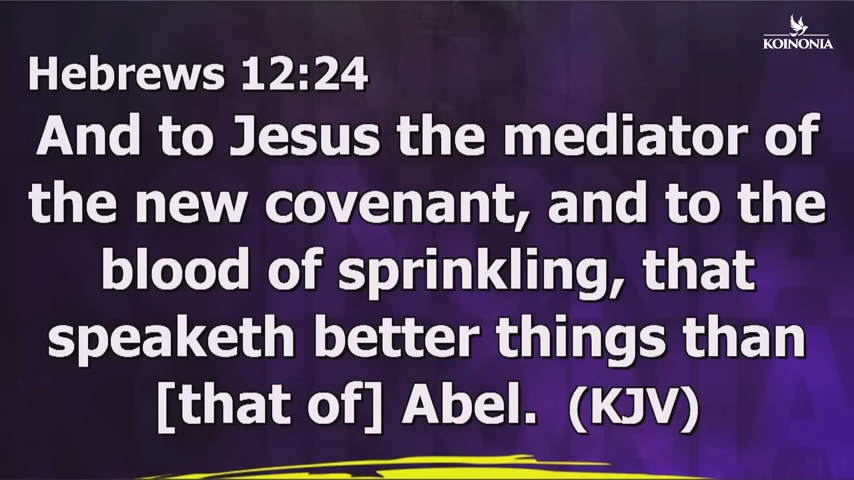 KOINONIA
Hebrews 12:24
And to Jesus the mediator of
the new covenant, and to the
blood of sprinkling, that
speaketh better things than
[that of] Abel. (KJV)